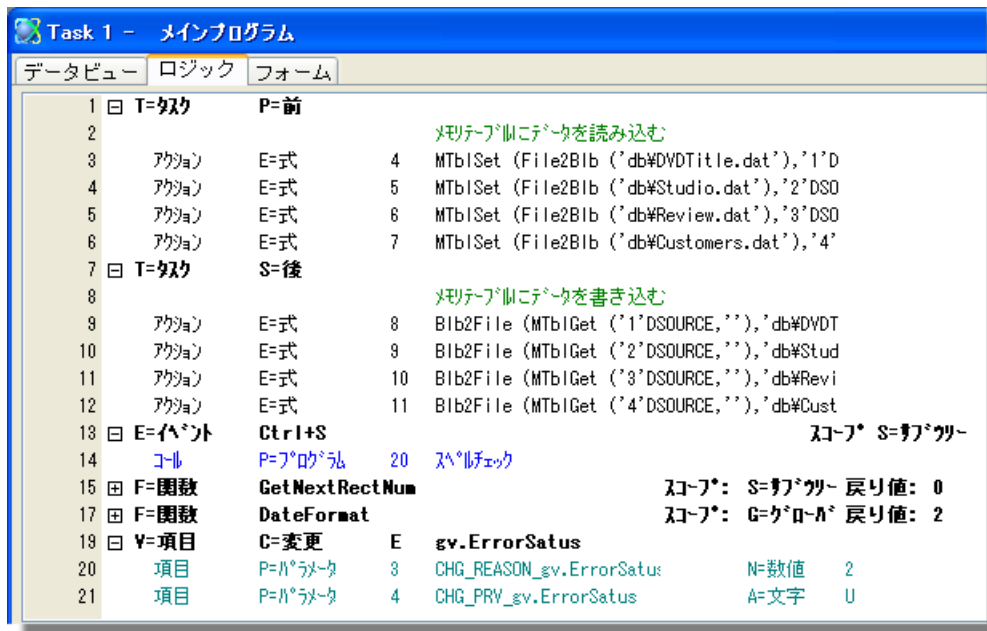 Task 1 - メインプログラム
データビュー ロジック フォーム
1 T=ﾀｽｸ P=前
2 ﾒﾓﾘﾃｰﾌﾞﾙにﾃﾞｰﾀを読み込む
3 ｱｸｼｮﾝ E=式 4 MTblSet (File2Blb ('db¥DVDTitle.dat'),'1'D
4 ｱｸｼｮﾝ E=式 5 MTblSet (File2Blb ('db¥Studio.dat'),'2'DSO
5 ｱｸｼｮﾝ E=式 6 MTblSet (File2Blb ('db¥Review.dat'),'3'DSO
6 ｱｸｼｮﾝ E=式 7 MTblSet (File2Blb ('db¥Customers.dat'),'4'
7 T=ﾀｽｸ S=後
8 ﾒﾓﾘﾃｰﾌﾞﾙにﾃﾞｰﾀを書き込む
9 ｱｸｼｮﾝ E=式 8 Blb2File (MTblGet ('1'DSOURCE,''),'db¥DVDT
10 ｱｸｼｮﾝ E=式 9 Blb2File (MTblGet ('2'DSOURCE,''),'db¥Stud
11 ｱｸｼｮﾝ E=式 10 Blb2File (MTblGet ('3'DSOURCE,''),'db¥Revi
12 ｱｸｼｮﾝ E=式 11 Blb2File (MTblGet ('4'DSOURCE,''),'db¥Cust
13 E=ｲﾍﾞﾝﾄ Ctrl+S ｽｺｰﾌﾟ S=ｻﾌﾞﾂﾘｰ
14 ｺｰﾙ P=ﾌﾟﾛｸﾞﾗﾑ 20 ｽﾍﾟﾙﾁｪｯｸ
15 F=関数 GetNextRectNum ｽｺｰﾌﾟ: S=ｻﾌﾞﾂﾘｰ 戻り値: 0
17 F=関数 DateFormat ｽｺｰﾌﾟ: G=ｸﾞﾛｰﾊﾞ 戻り値: 2
19 V=項目 C=変更 E gv.ErrorSatus
20 項目 P=ﾊﾟﾗﾒｰﾀ 3 CHG_REASON_gv.ErrorSatus N=数値 2
21 項目 P=ﾊﾟﾗﾒｰﾀ 4 CHG_PRV_gv.ErrorSatus A=文字 U